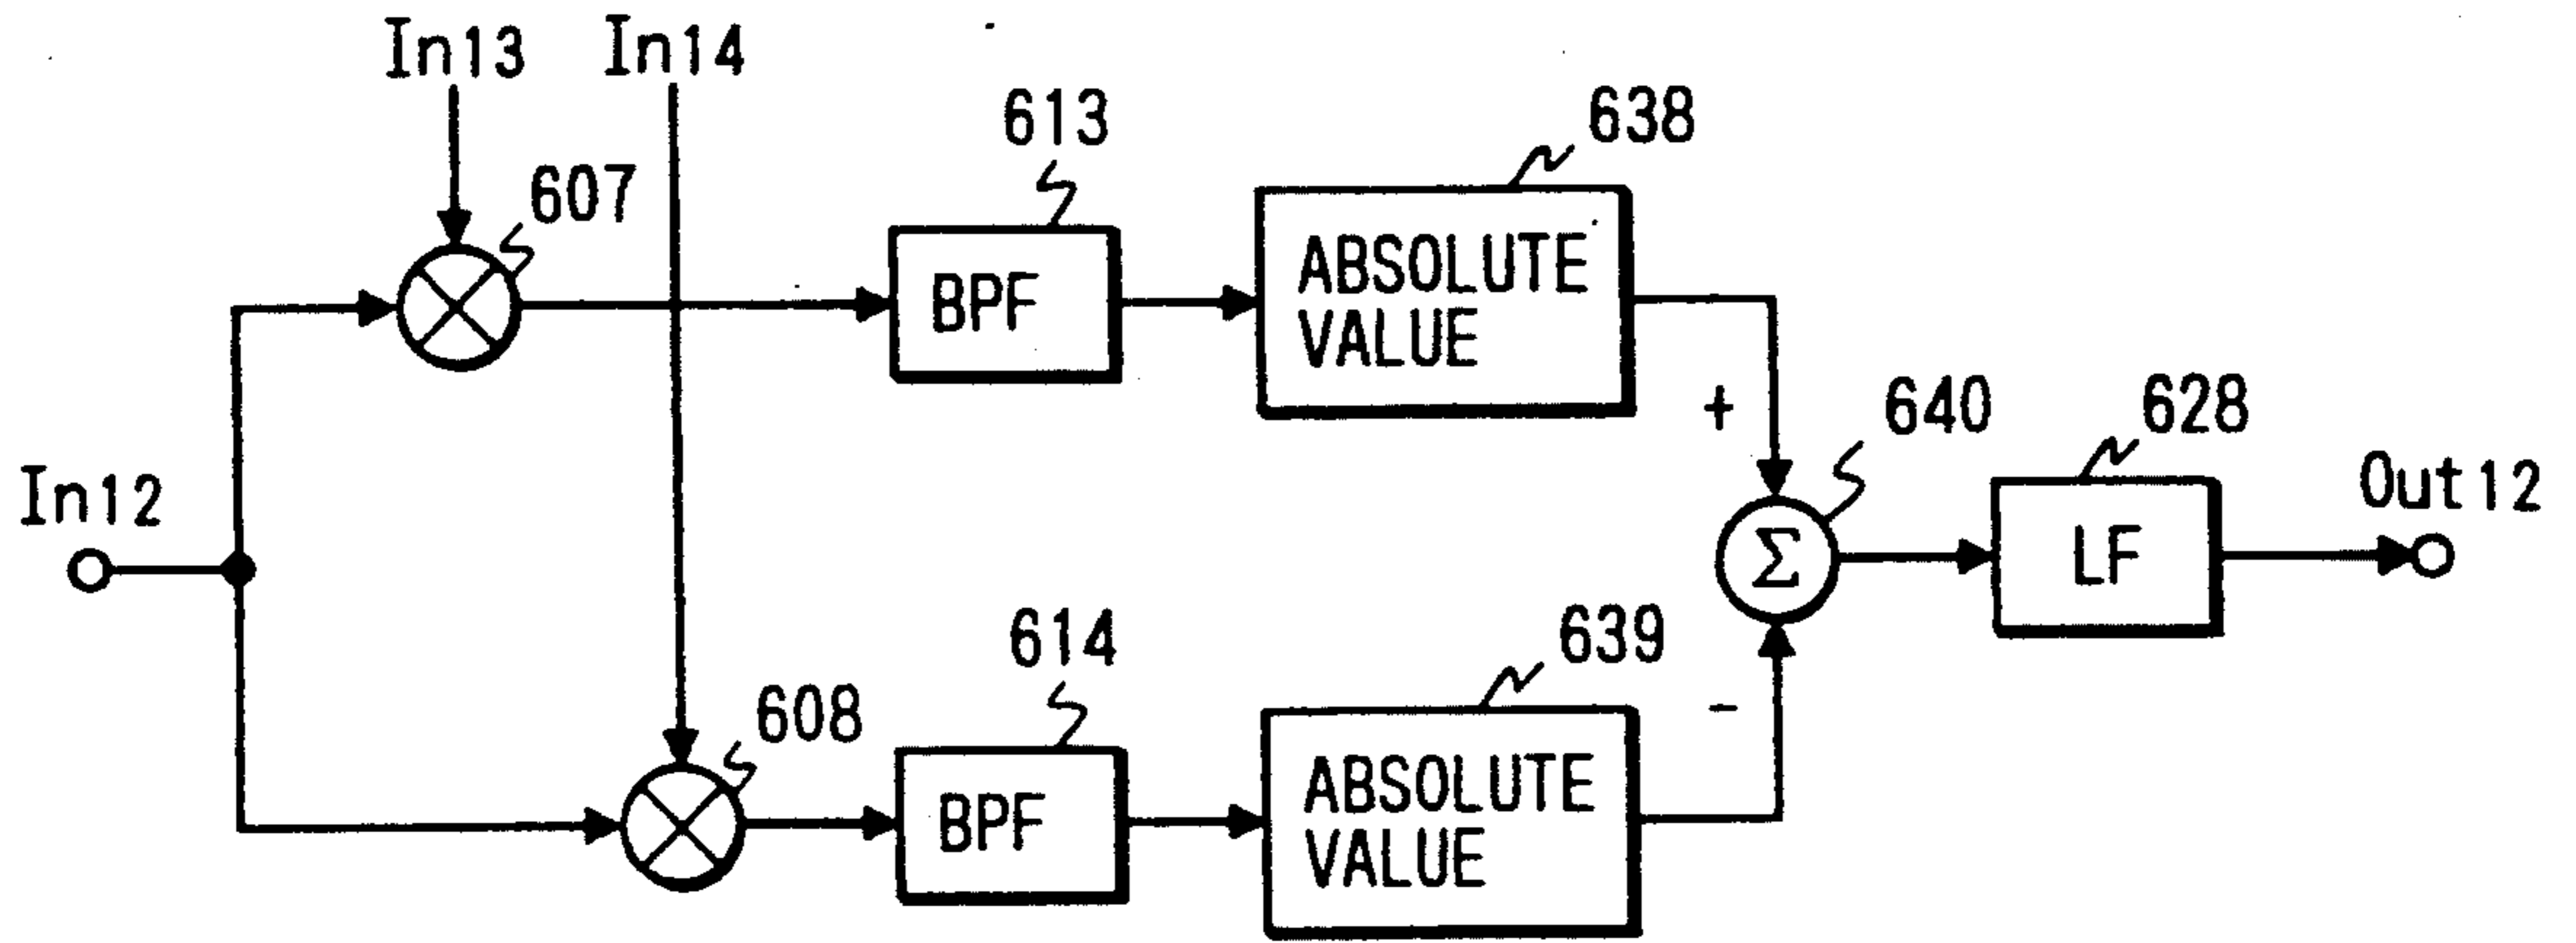 In13
In14
613
638
607
BPF
ABSOLUTE
VALUE
+
640
628
In12
Σ
LF
Out12
614
639
608
-
BPF
ABSOLUTE
VALUE